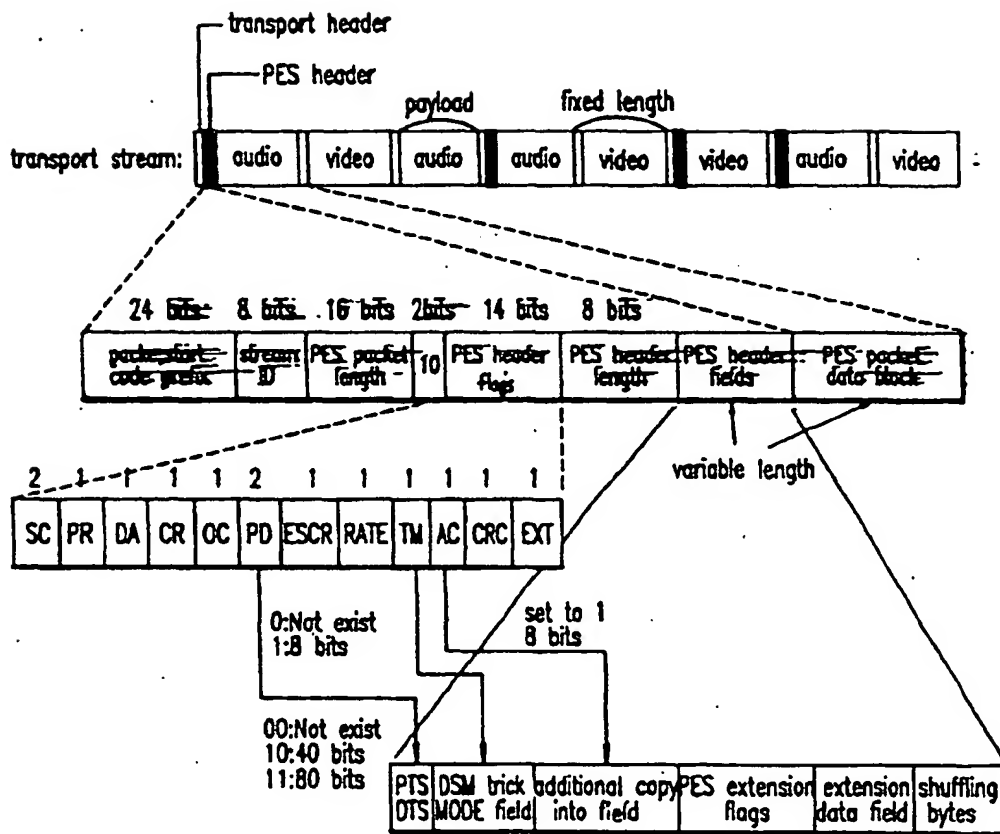 transport header
PES header
payload
fixed length
transport stream:
audio
video
audio
audio
video
video
audio
video
24 bits
8 bits
16 bits
2bits
14 bits
8 bits
packet start
code prefix
stream
ID
PES packet
length
10
PES header
flags
PES header
length
PES header
fields
PES packet
data block
variable length
2 1 1 1 1 2 1 1 1 1 1 1
SC PR DA CR OC PD ESCR RATE TM AC CRC EXT
0:Not exist
1:8 bits
set to 1
8 bits
00:Not exist
10:40 bits
11:80 bits
PTS
DTS
DSM trick
MODE field
additional copy
into field
PES extension
flags
extension
data field
shuffling
bytes